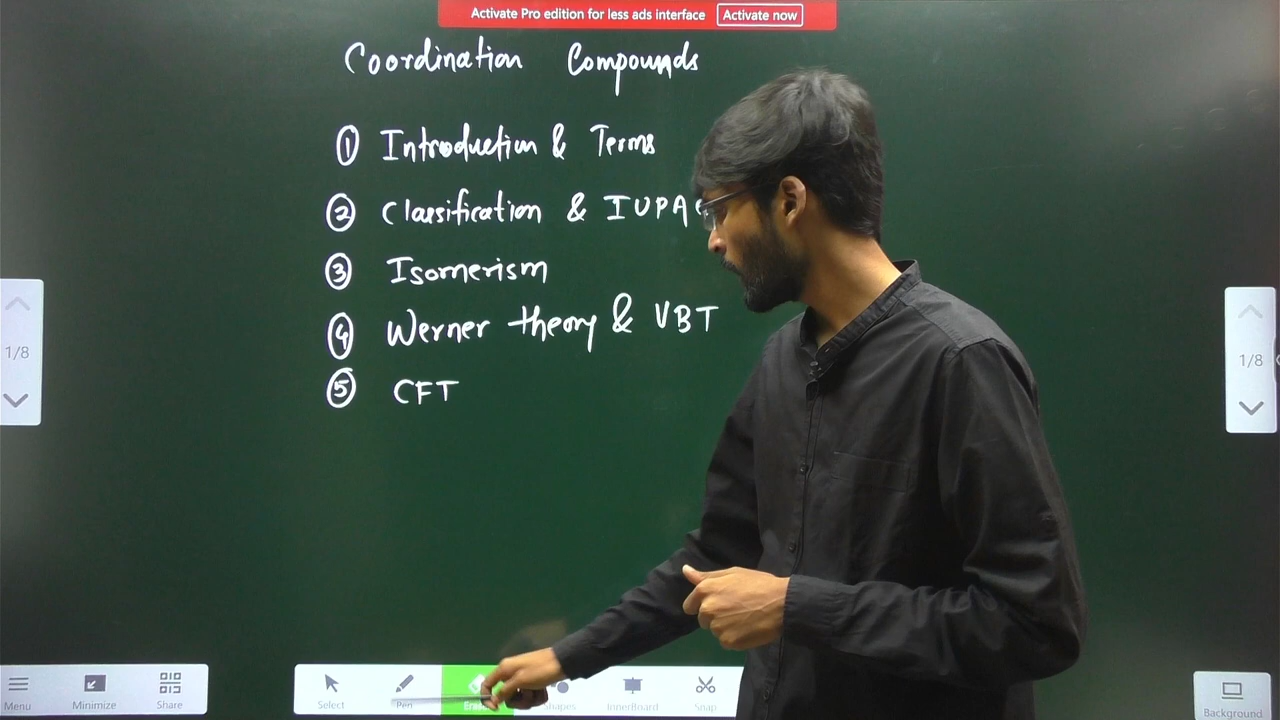 Activate Pro edition for less ads interface Activate now
Coordination Compounds
① Introduction & Terms
② Classification & IUPAC
③ Isomerism
④ Werner theory & VBT
⑤ CFT
1/8
1/8
Menu Minimize Share Select Pen Shapes InnerBoard Snap Background